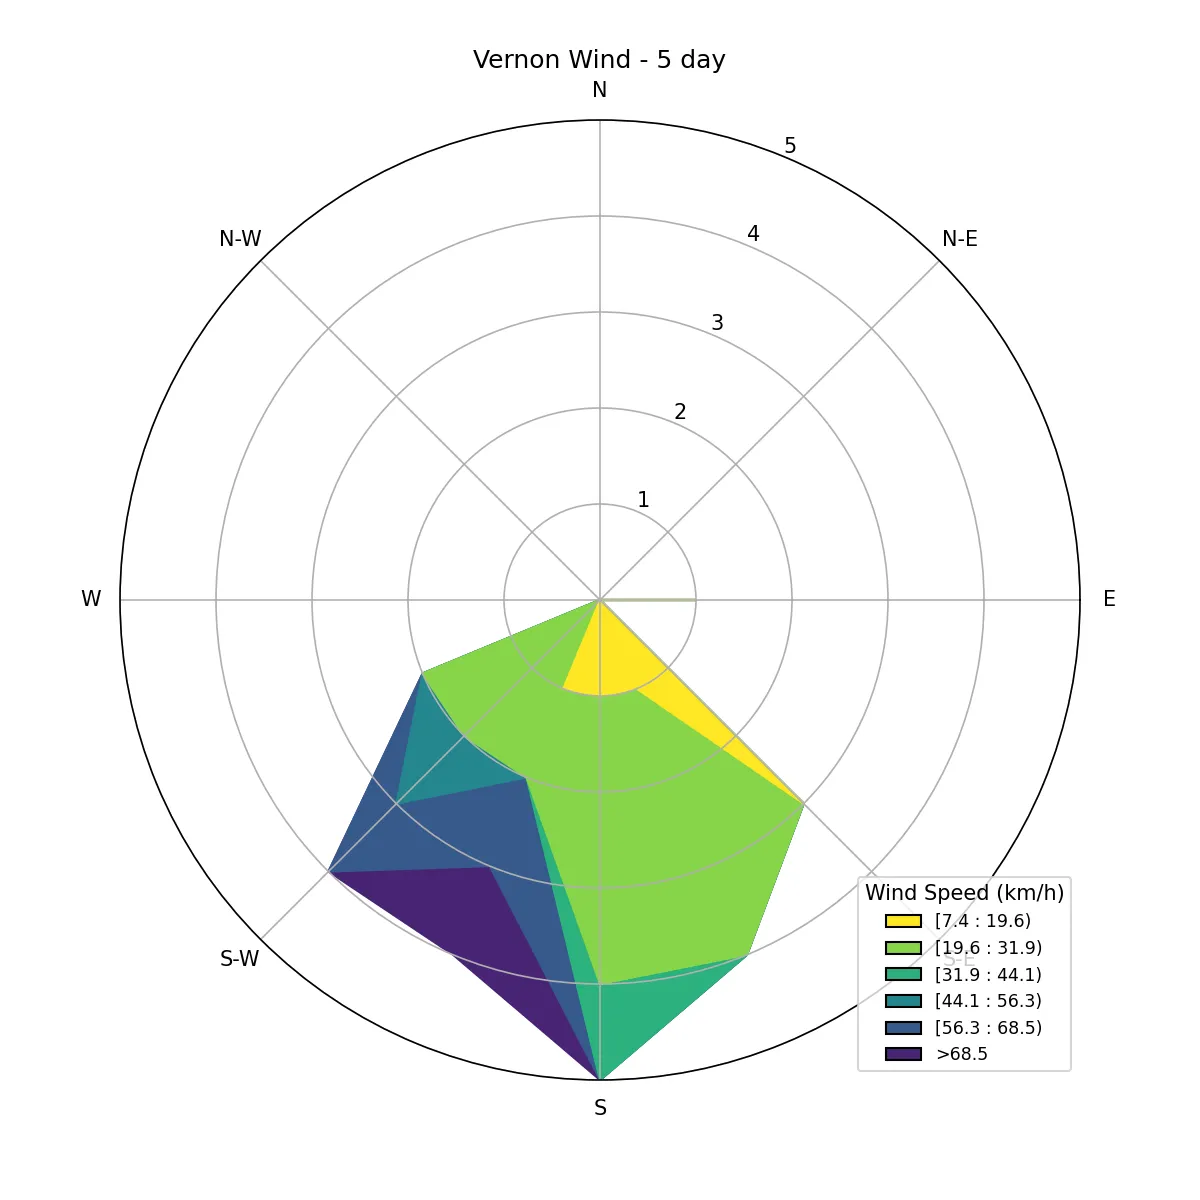 Vernon Wind - 5 day
N
5
N-W
N-E
4
3
2
1
W
E
Wind Speed (km/h)
[7.4 : 19.6)
[19.6 : 31.9)
S-W
S-E
[31.9 : 44.1)
[44.1 : 56.3)
[56.3 : 68.5)
>68.5
S